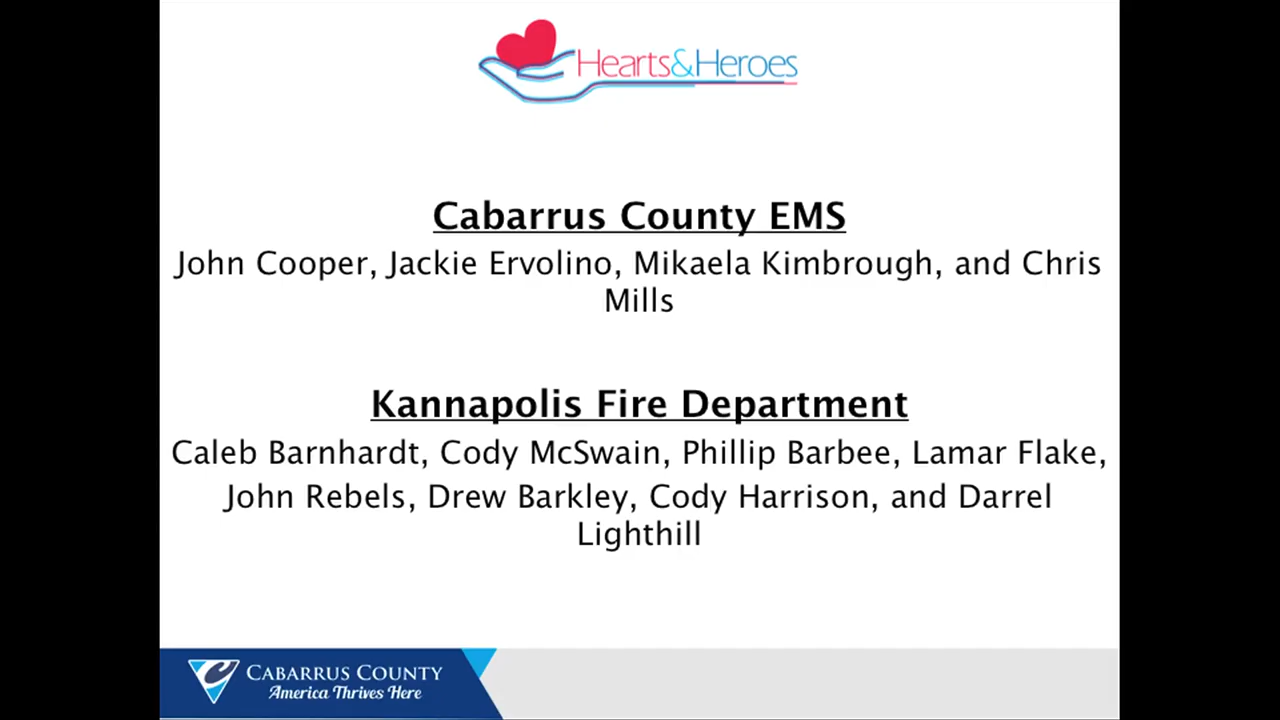 Hearts&Heroes
Cabarrus County EMS
John Cooper, Jackie Ervolino, Mikaela Kimbrough, and Chris
Mills
Kannapolis Fire Department
Caleb Barnhardt, Cody McSwain, Phillip Barbee, Lamar Flake,
John Rebels, Drew Barkley, Cody Harrison, and Darrel
Lighthill
CABARRUS COUNTY
America Thrives Here